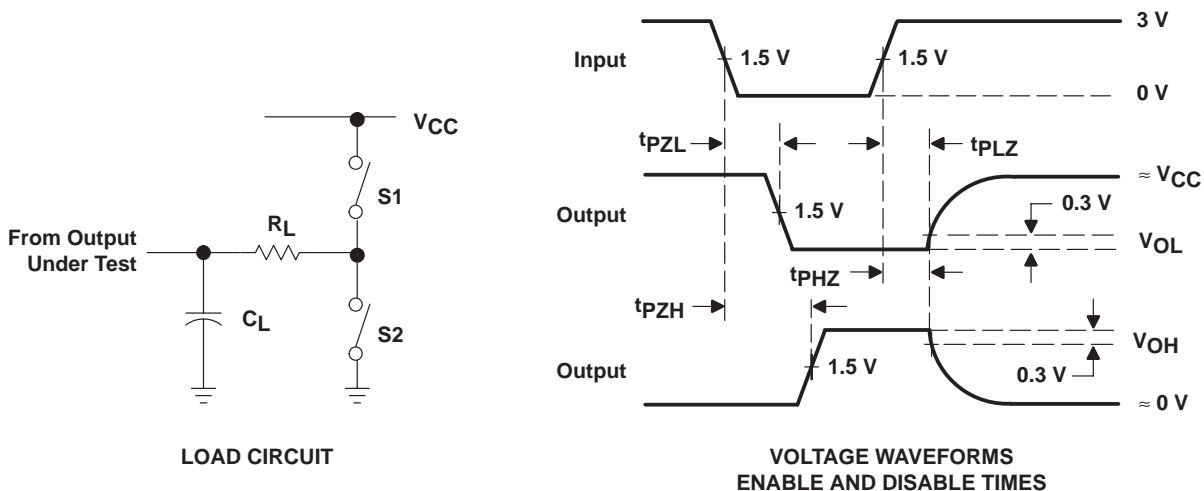 VCC
S1
RL
From Output
Under Test
CL
S2
LOAD CIRCUIT
3 V
Input
1.5 V
1.5 V
0 V
tPZL
tPLZ
≈ VCC
0.3 V
Output
1.5 V
VOL
tPHZ
tPZH
VOH
Output
1.5 V
0.3 V
≈ 0 V
VOLTAGE WAVEFORMS
ENABLE AND DISABLE TIMES